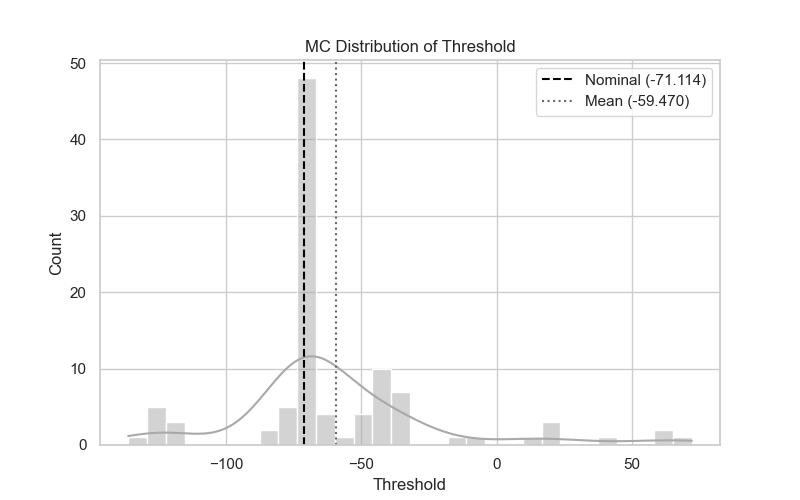 MC Distribution of Threshold
50
40
30
20
10
0
Count
Nominal (-71.114)
Mean (-59.470)
−100
−50
0
50
Threshold